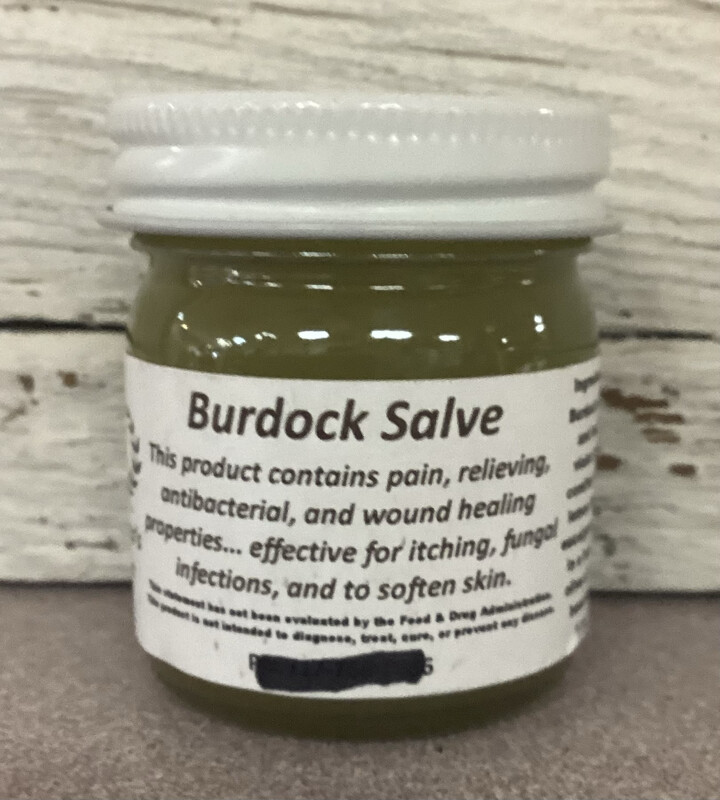 Burdock Salve
This product contains pain, relieving,
antibacterial, and wound healing
properties... effective for itching, fungal
infections, and to soften skin.
This statement has not been evaluated by the Food & Drug Administration.
This product is not intended to diagnose, treat, cure, or prevent any disease.